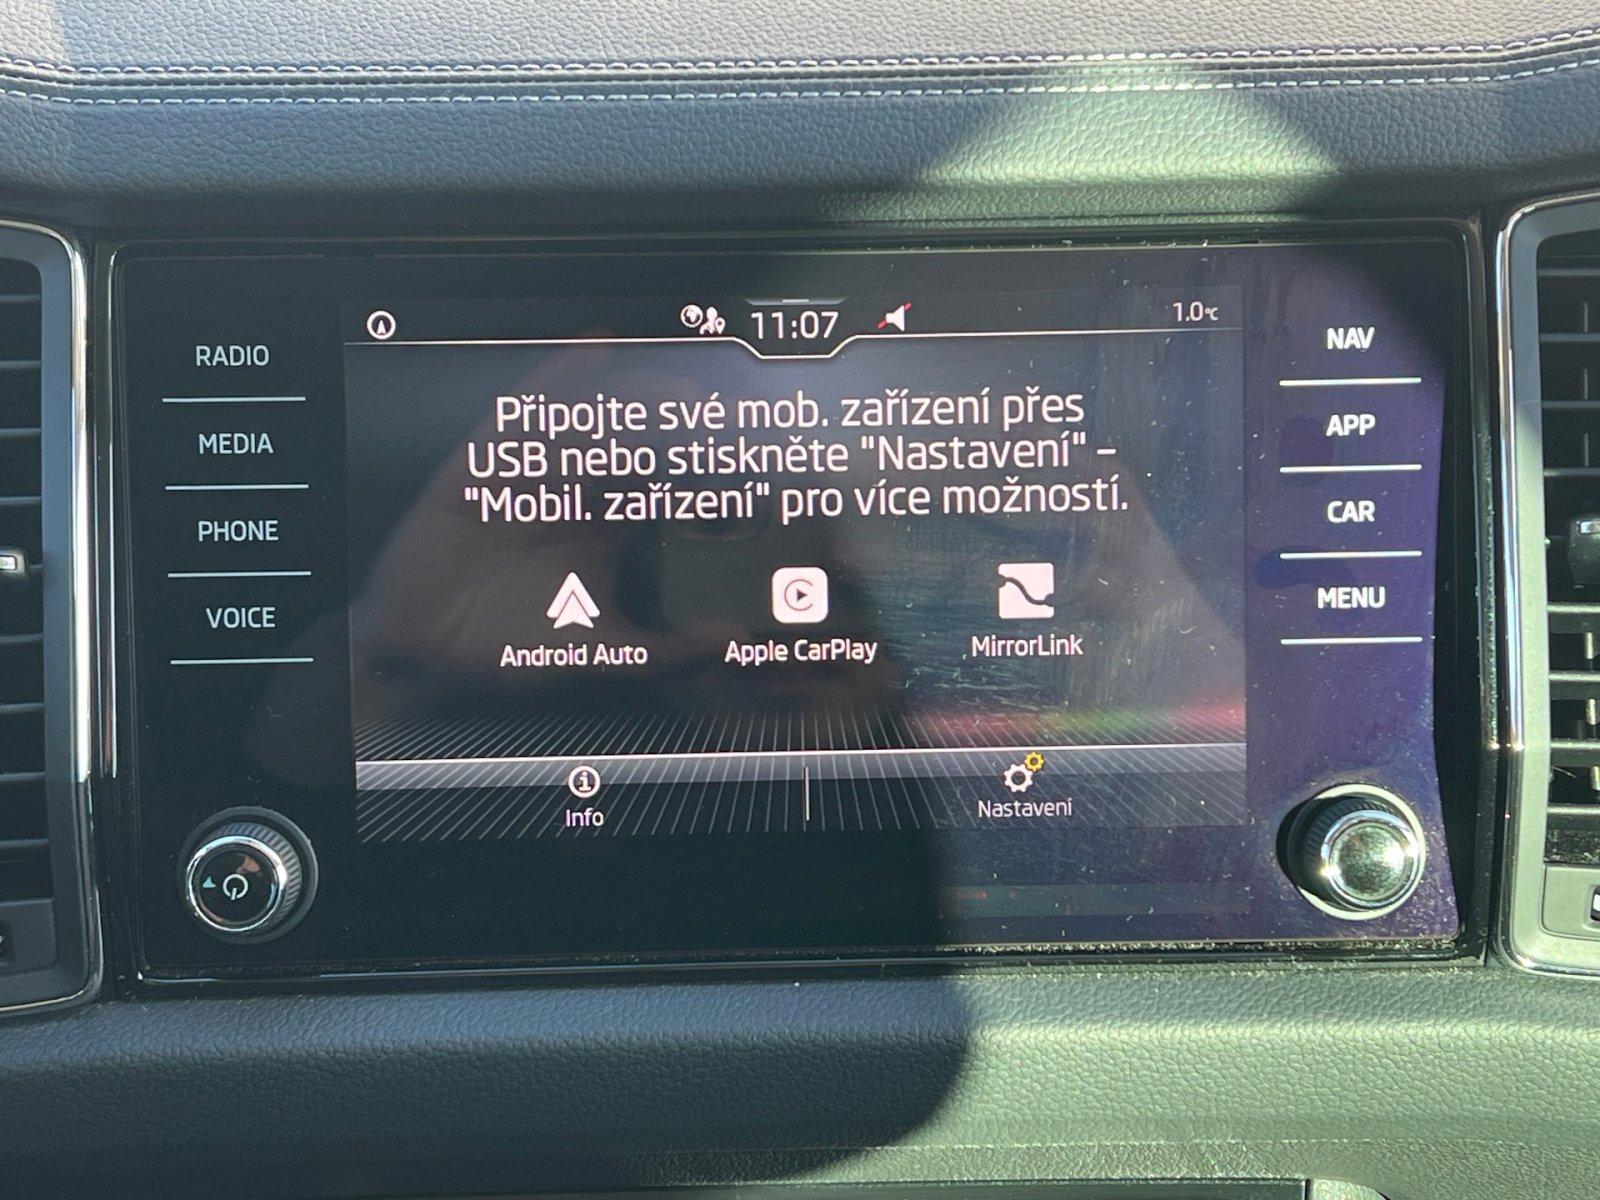 RADIO
MEDIA
PHONE
VOICE
11:07
1.0°C
Připojte své mob. zařízení přes
USB nebo stiskněte "Nastavení" –
"Mobil. zařízení" pro více možností.
Android Auto
Apple CarPlay
MirrorLink
Info
Nastavení
NAV
APP
CAR
MENU